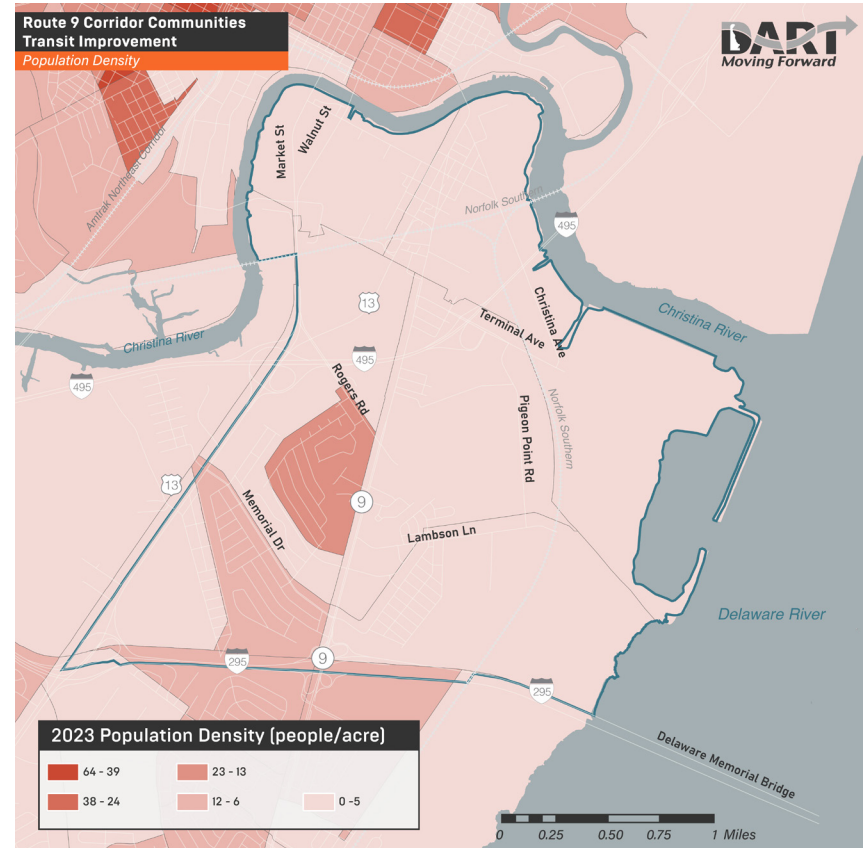 Route 9 Corridor Communities
Transit Improvement
Population Density
DART
Moving Forward
Market St
Walnut St
Amtrak Northeast Corridor
Norfolk Southern
495
Christina River
13
Christina Ave
Terminal Ave
Christina River
495
495
Rogers Rd
Norfolk Southern
Pigeon Point Rd
13
9
Memorial Dr
Lambson Ln
Delaware River
9
295
295
2023 Population Density (people/acre)
64 - 39
23 - 13
38 - 24
12 - 6
0 -5
Delaware Memorial Bridge
0 0.25 0.50 0.75 1 Miles